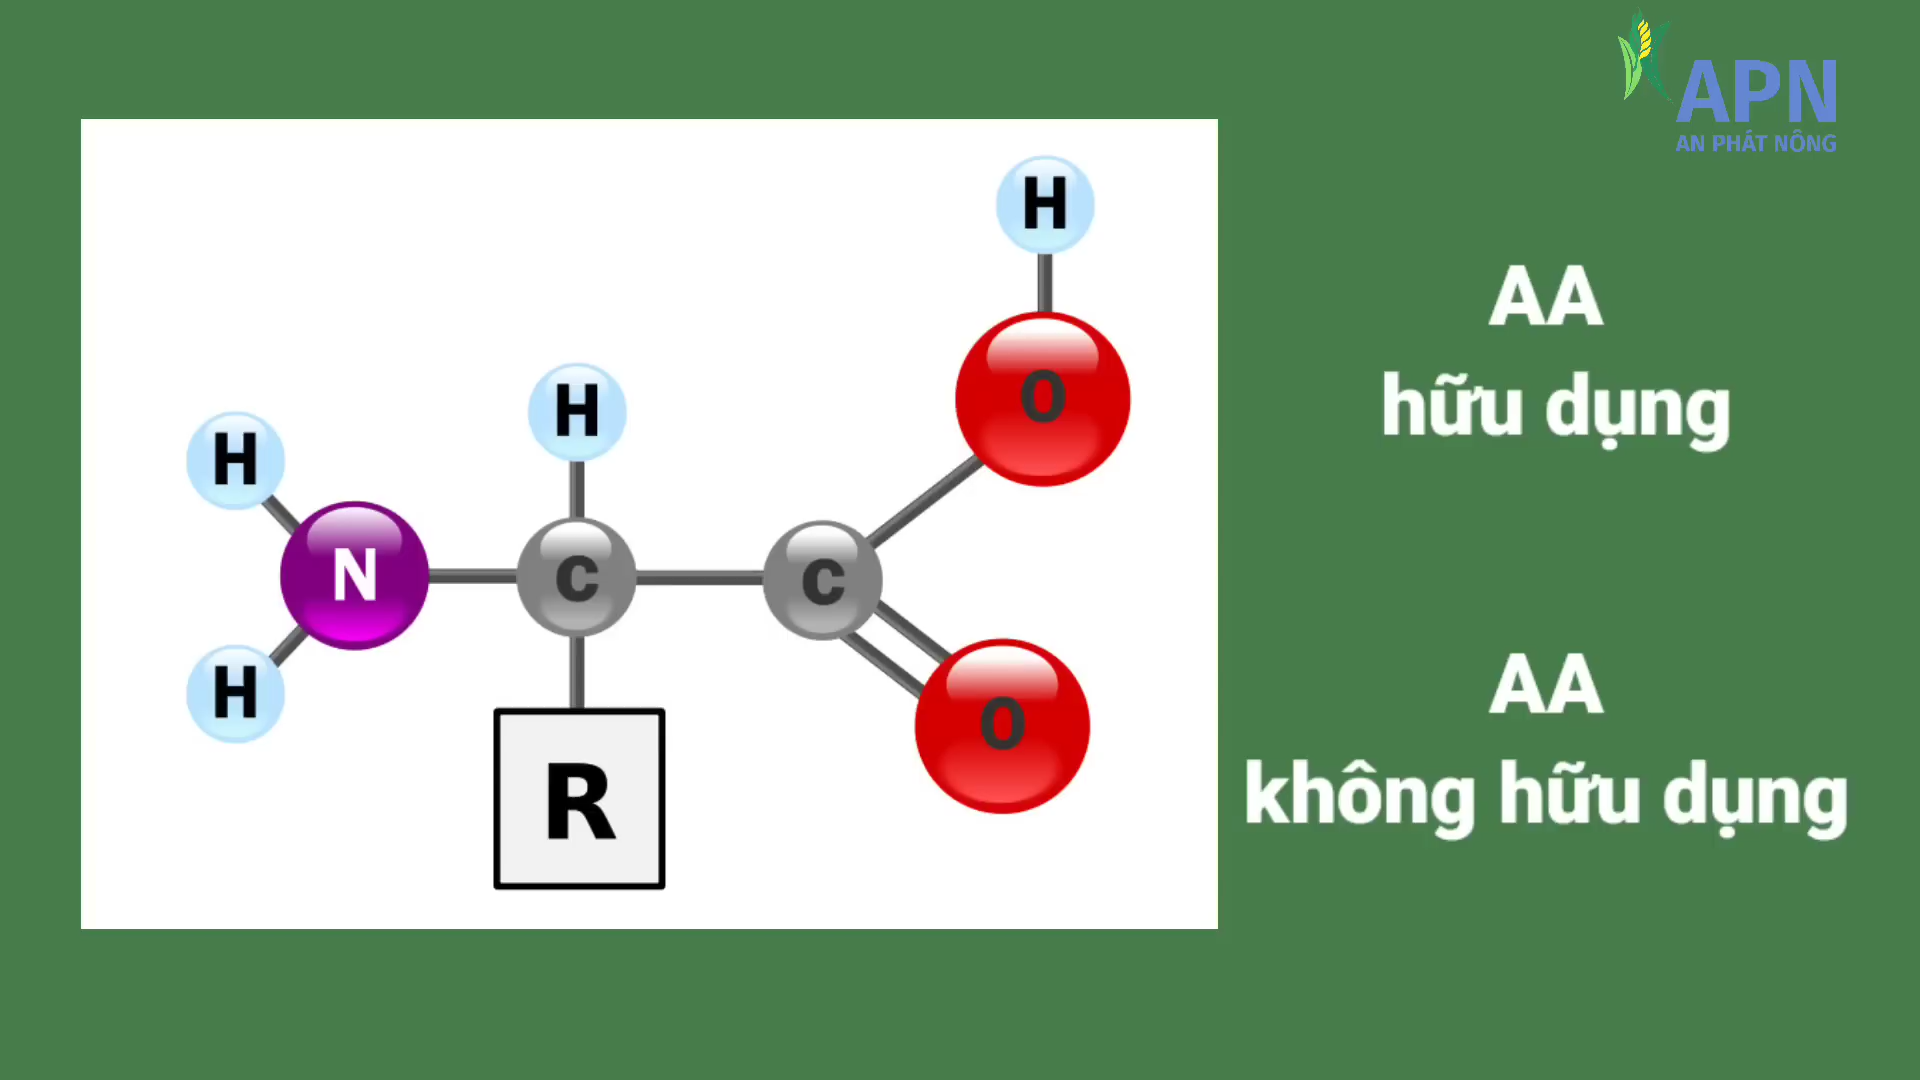 APN
AN PHÁT NÔNG
H
H
H
O
N
C
C
H
O
R
AA
hữu dụng
AA
không hữu dụng